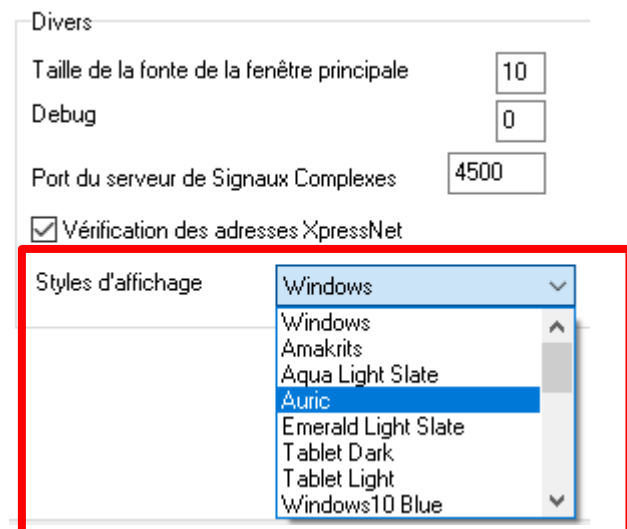 Divers
Taille de la fonte de la fenêtre principale 10
Debug 0
Port du serveur de Signaux Complexes 4500
Vérification des adresses XpressNet
Styles d'affichage Windows
Windows
Amakrits
Aqua Light Slate
Auric
Emerald Light Slate
Tablet Dark
Tablet Light
Windows10 Blue